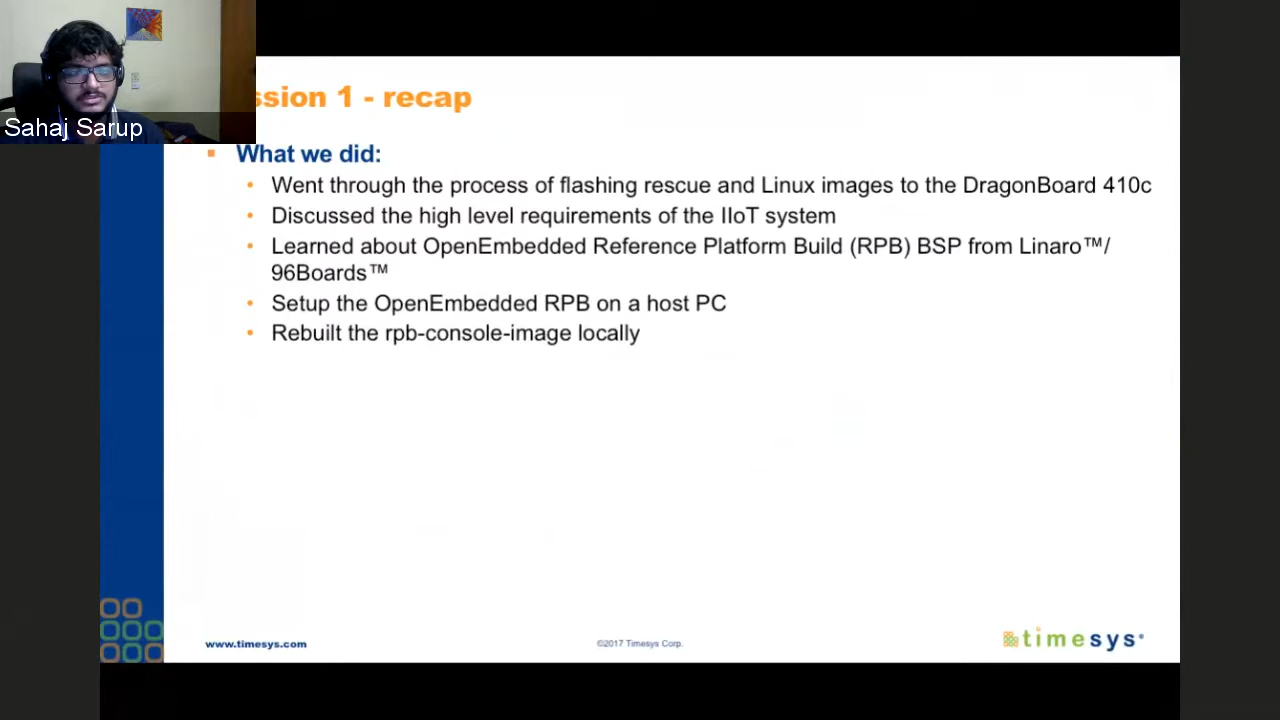 ssion 1 - recap
Sahaj Sarup
What we did:
Went through the process of flashing rescue and Linux images to the DragonBoard 410c
Discussed the high level requirements of the IIoT system
Learned about OpenEmbedded Reference Platform Build (RPB) BSP from Linaro™/
96Boards™
Setup the OpenEmbedded RPB on a host PC
Rebuilt the rpb-console-image locally
www.timesys.com
©2017 Timesys Corp.
timesys®